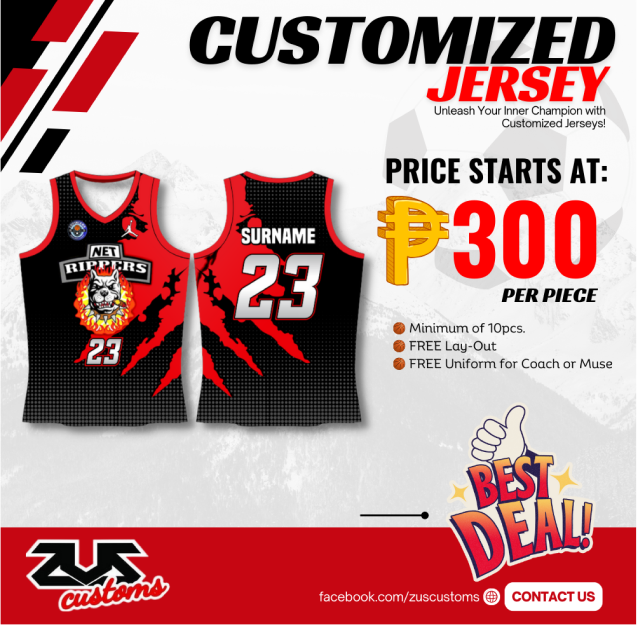 CUSTOMIZED
JERSEY
Unleash Your Inner Champion with
Customized Jerseys!
PRICE STARTS AT:
₱300
PER PIECE
Minimum of 10pcs.
FREE Lay-Out
FREE Uniform for Coach or Muse
NET
RIPPERS
23
SURNAME
23
BEST
DEAL!
ZUS
customs
facebook.com/zuscustoms
CONTACT US